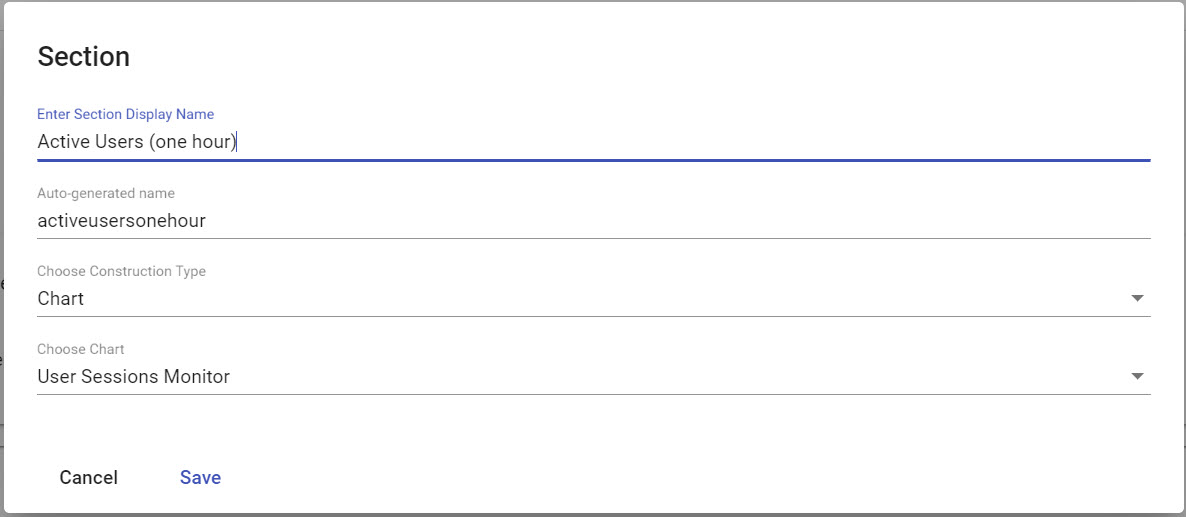 Section
Enter Section Display Name
Active Users (one hour)
Auto-generated name
activeusersonehour
Choose Construction Type
Chart
Choose Chart
User Sessions Monitor
Cancel Save